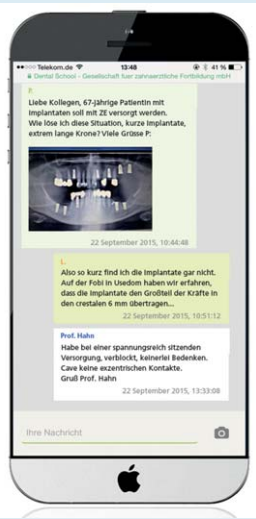 Telekom.de 13:48 41 %
Dental School - Gesellschaft fuer zahnaerztliche Fortbildung mbH
P.
Liebe Kollegen, 67-jährige Patientin mit
Implantaten soll mit ZE versorgt werden.
Wie löse ich diese Situation, kurze Implantate,
extrem lange Krone? Viele Grüsse P:
22 September 2015, 10:44:48
L.
Also so kurz find ich die Implantate gar nicht.
Auf der Fobi in Usedom haben wir erfahren,
dass die Implantate den Großteil der Kräfte in
den crestalen 6 mm übertragen...
22 September 2015, 10:51:12
Prof. Hahn
Habe bei einer spannungsreich sitzenden
Versorgung, verblockt, keinerlei Bedenken.
Cave keine exzentrischen Kontakte.
Gruß Prof. Hahn
22 September 2015, 13:53:08
Ihre Nachricht